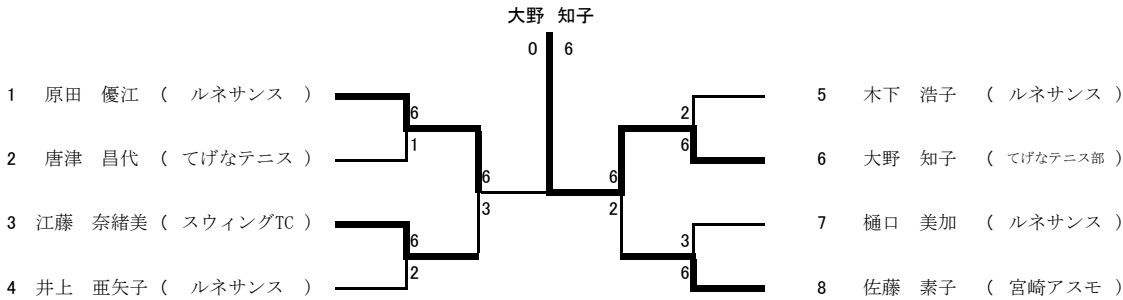 大野 知子
0 6
1 原田 優江 ( ルネサンス ) 6 2 5 木下 浩子 ( ルネサンス )
2 唐津 昌代 ( てげなテニス ) 1 6 6 大野 知子 ( てげなテニス部 )
6 6
3 2
3 江藤 奈緒美 ( スウィングTC ) 6 3 7 樋口 美加 ( ルネサンス )
4 井上 亜矢子 ( ルネサンス ) 2 6 8 佐藤 素子 ( 宮崎アスモ )